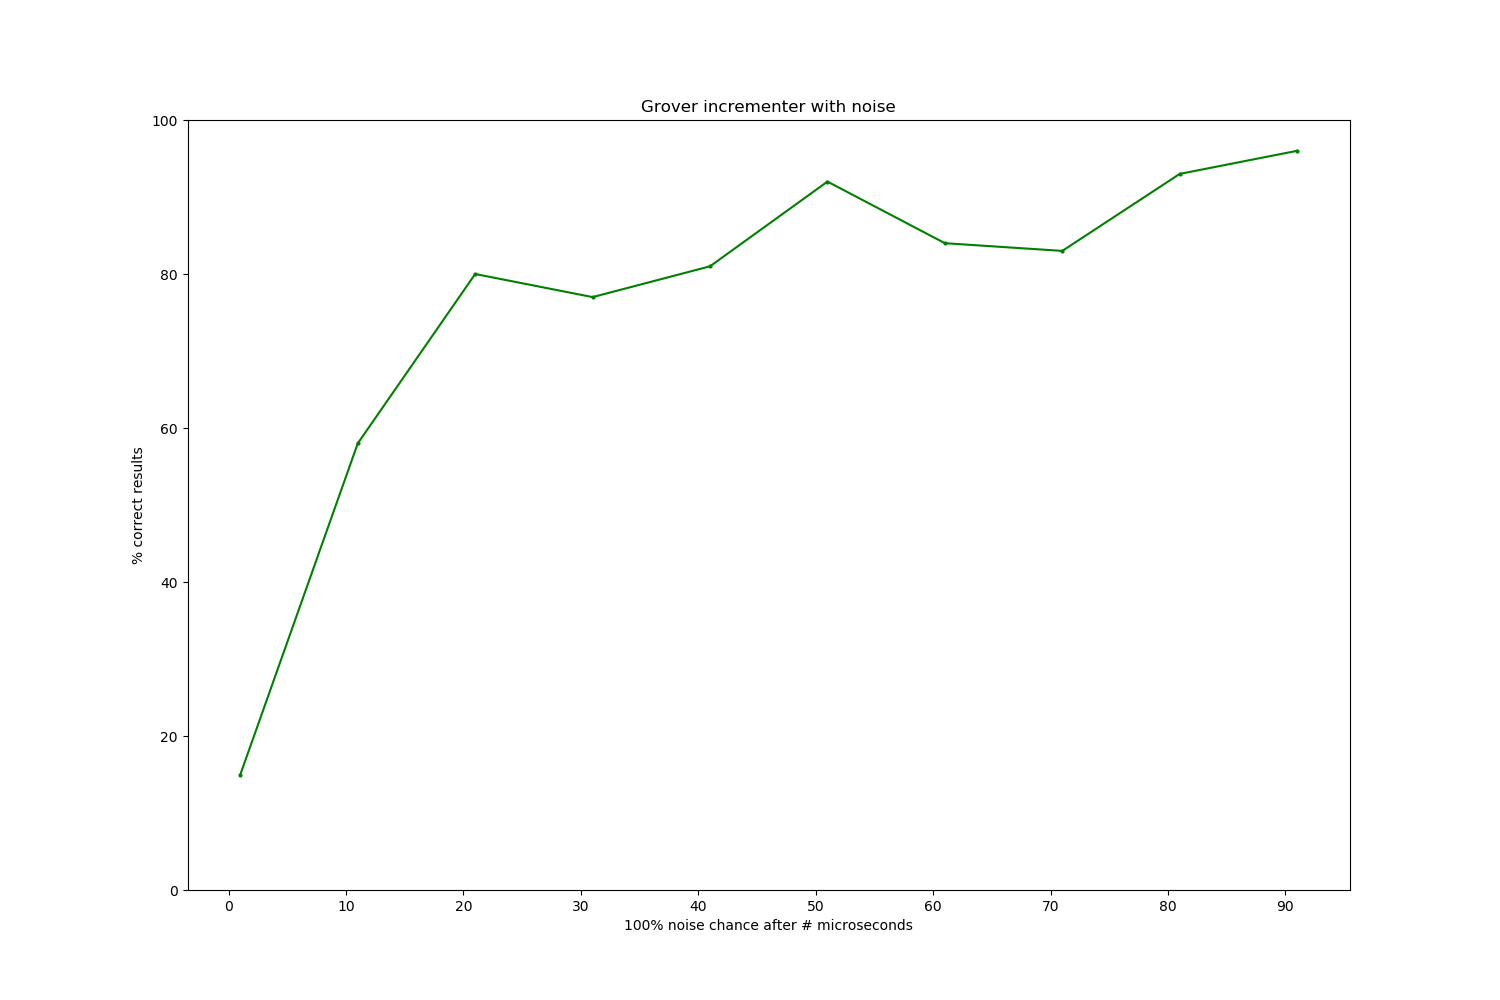 Grover incrementer with noise
100
80
60
40
20
0
% correct results
0 10 20 30 40 50 60 70 80 90
100% noise chance after # microseconds